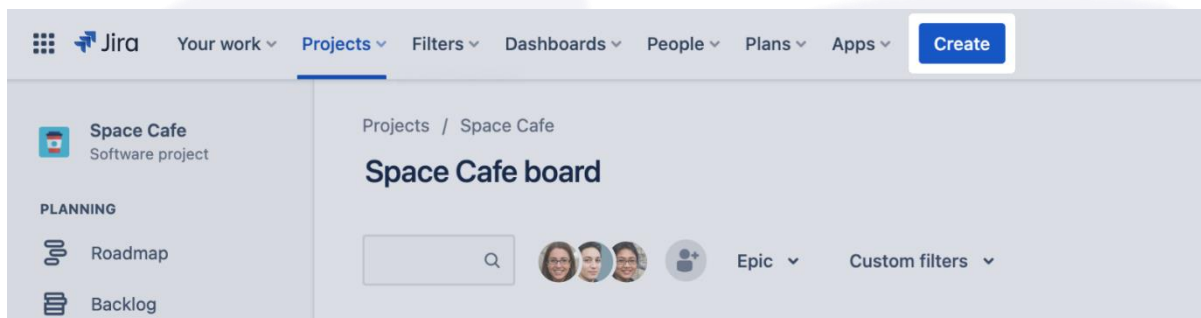 Jira Your work Projects Filters Dashboards People Plans Apps Create
Space Cafe
Software project
Projects / Space Cafe
Space Cafe board
PLANNING
Roadmap
Epic Custom filters
Backlog